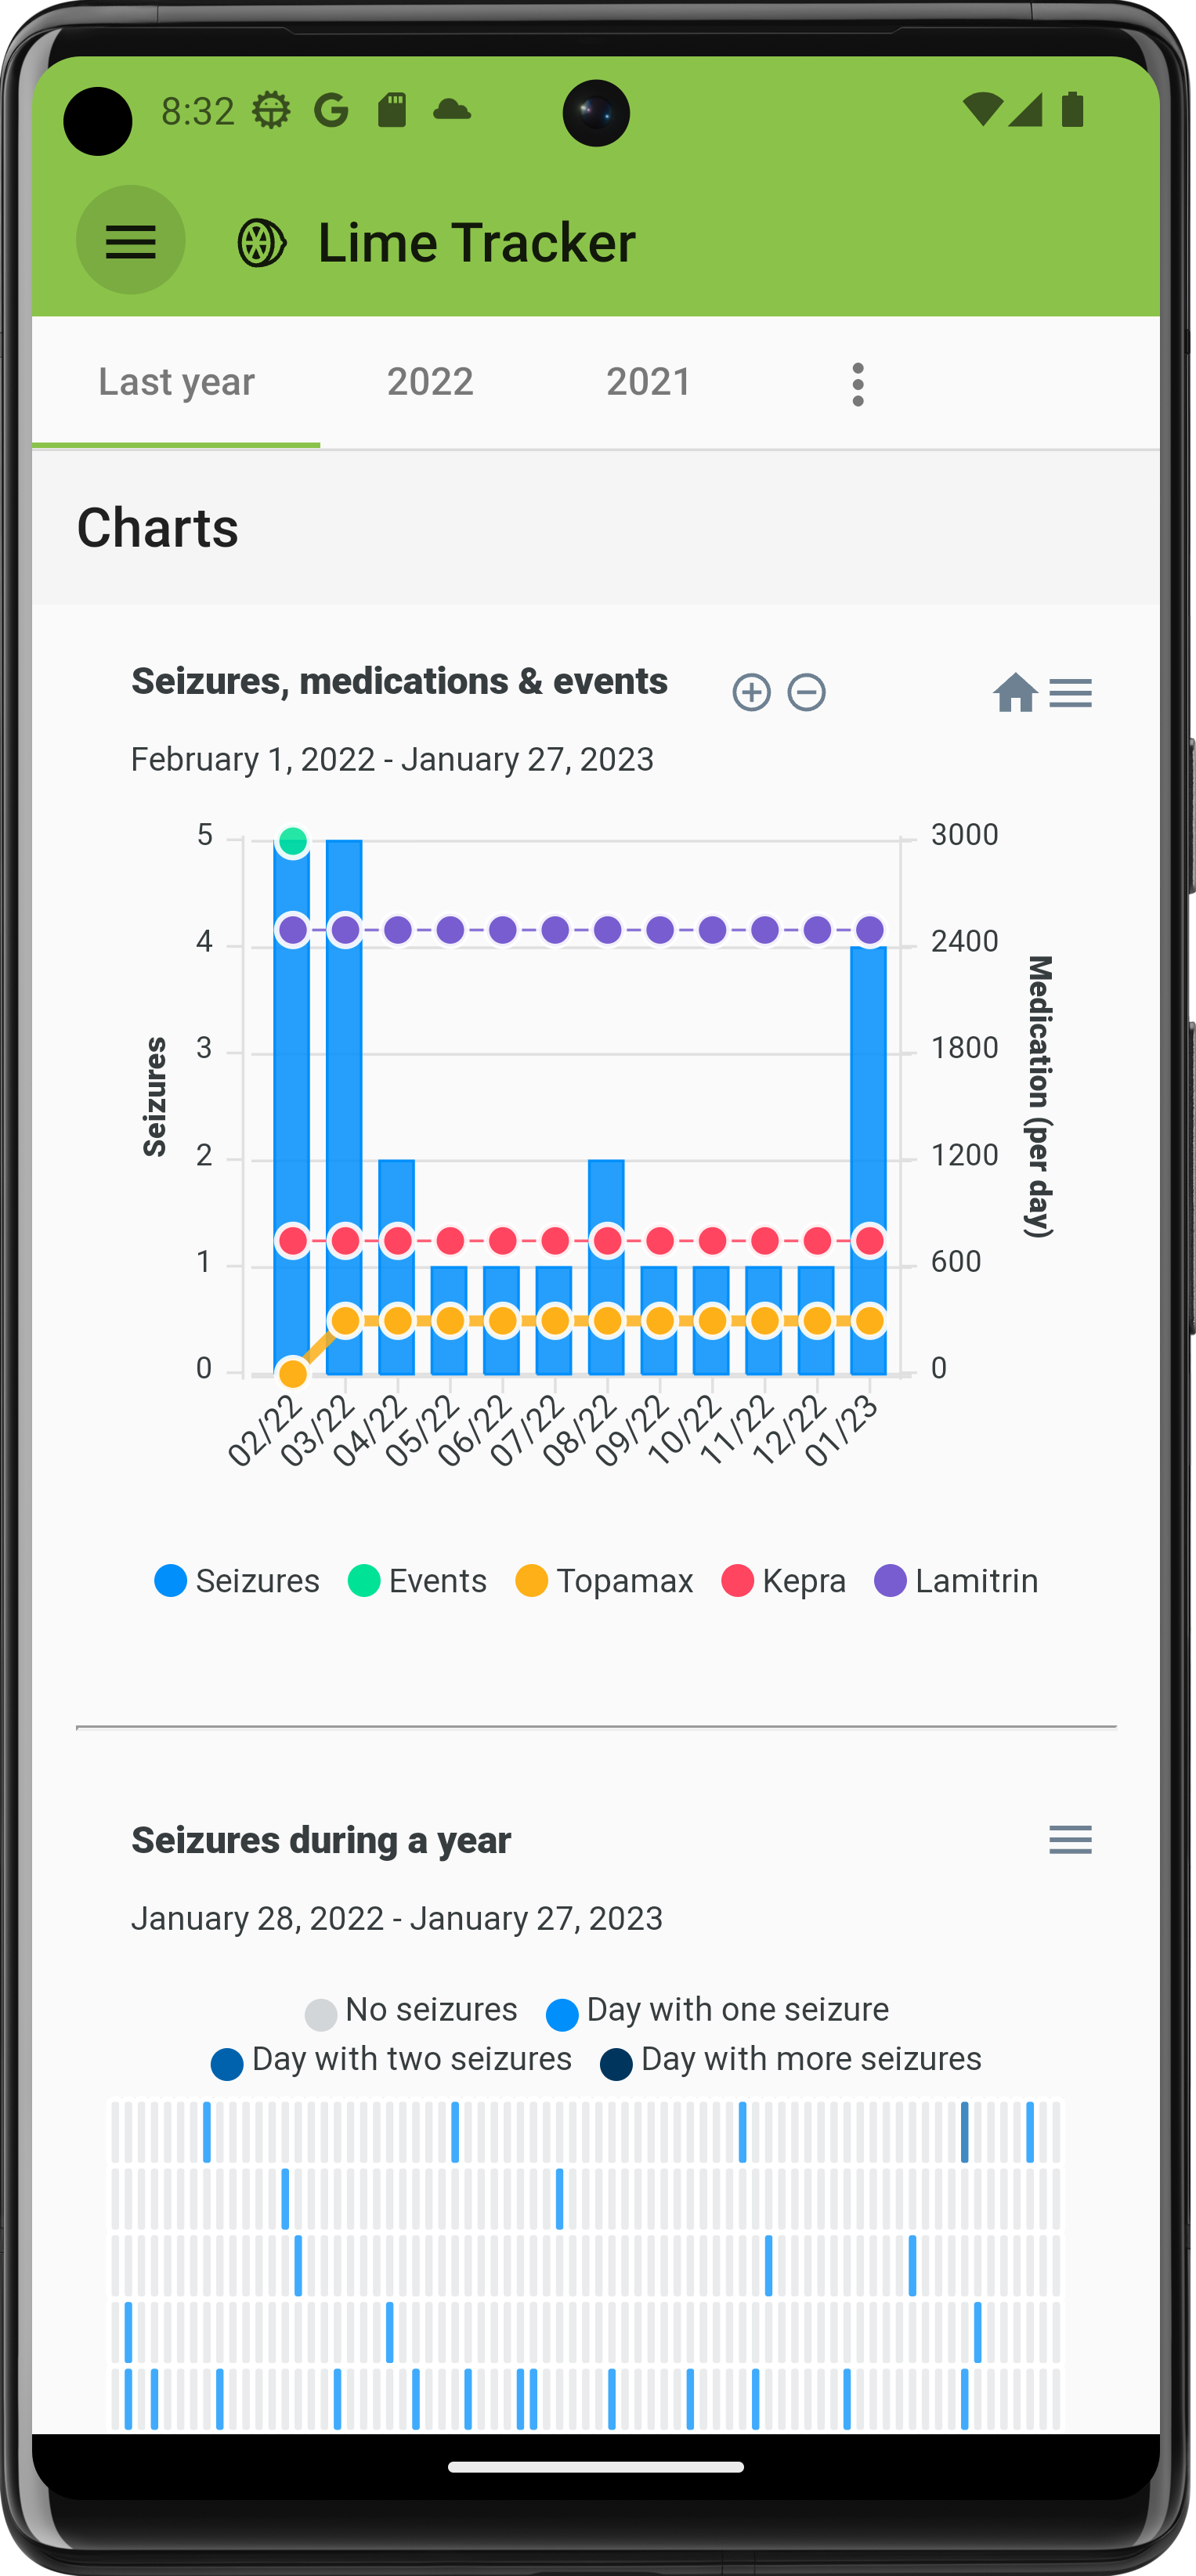 8:32
Lime Tracker
Last year 2022 2021
Charts
Seizures, medications & events
February 1, 2022 - January 27, 2023
5 3000
4 2400
3 1800
2 1200
1 600
0 0
Seizures
Medication (per day)
02/22 03/22 04/22 05/22 06/22 07/22 08/22 09/22 10/22 11/22 12/22 01/23
Seizures Events Topamax Kepra Lamitrin
Seizures during a year
January 28, 2022 - January 27, 2023
No seizures Day with one seizure
Day with two seizures Day with more seizures